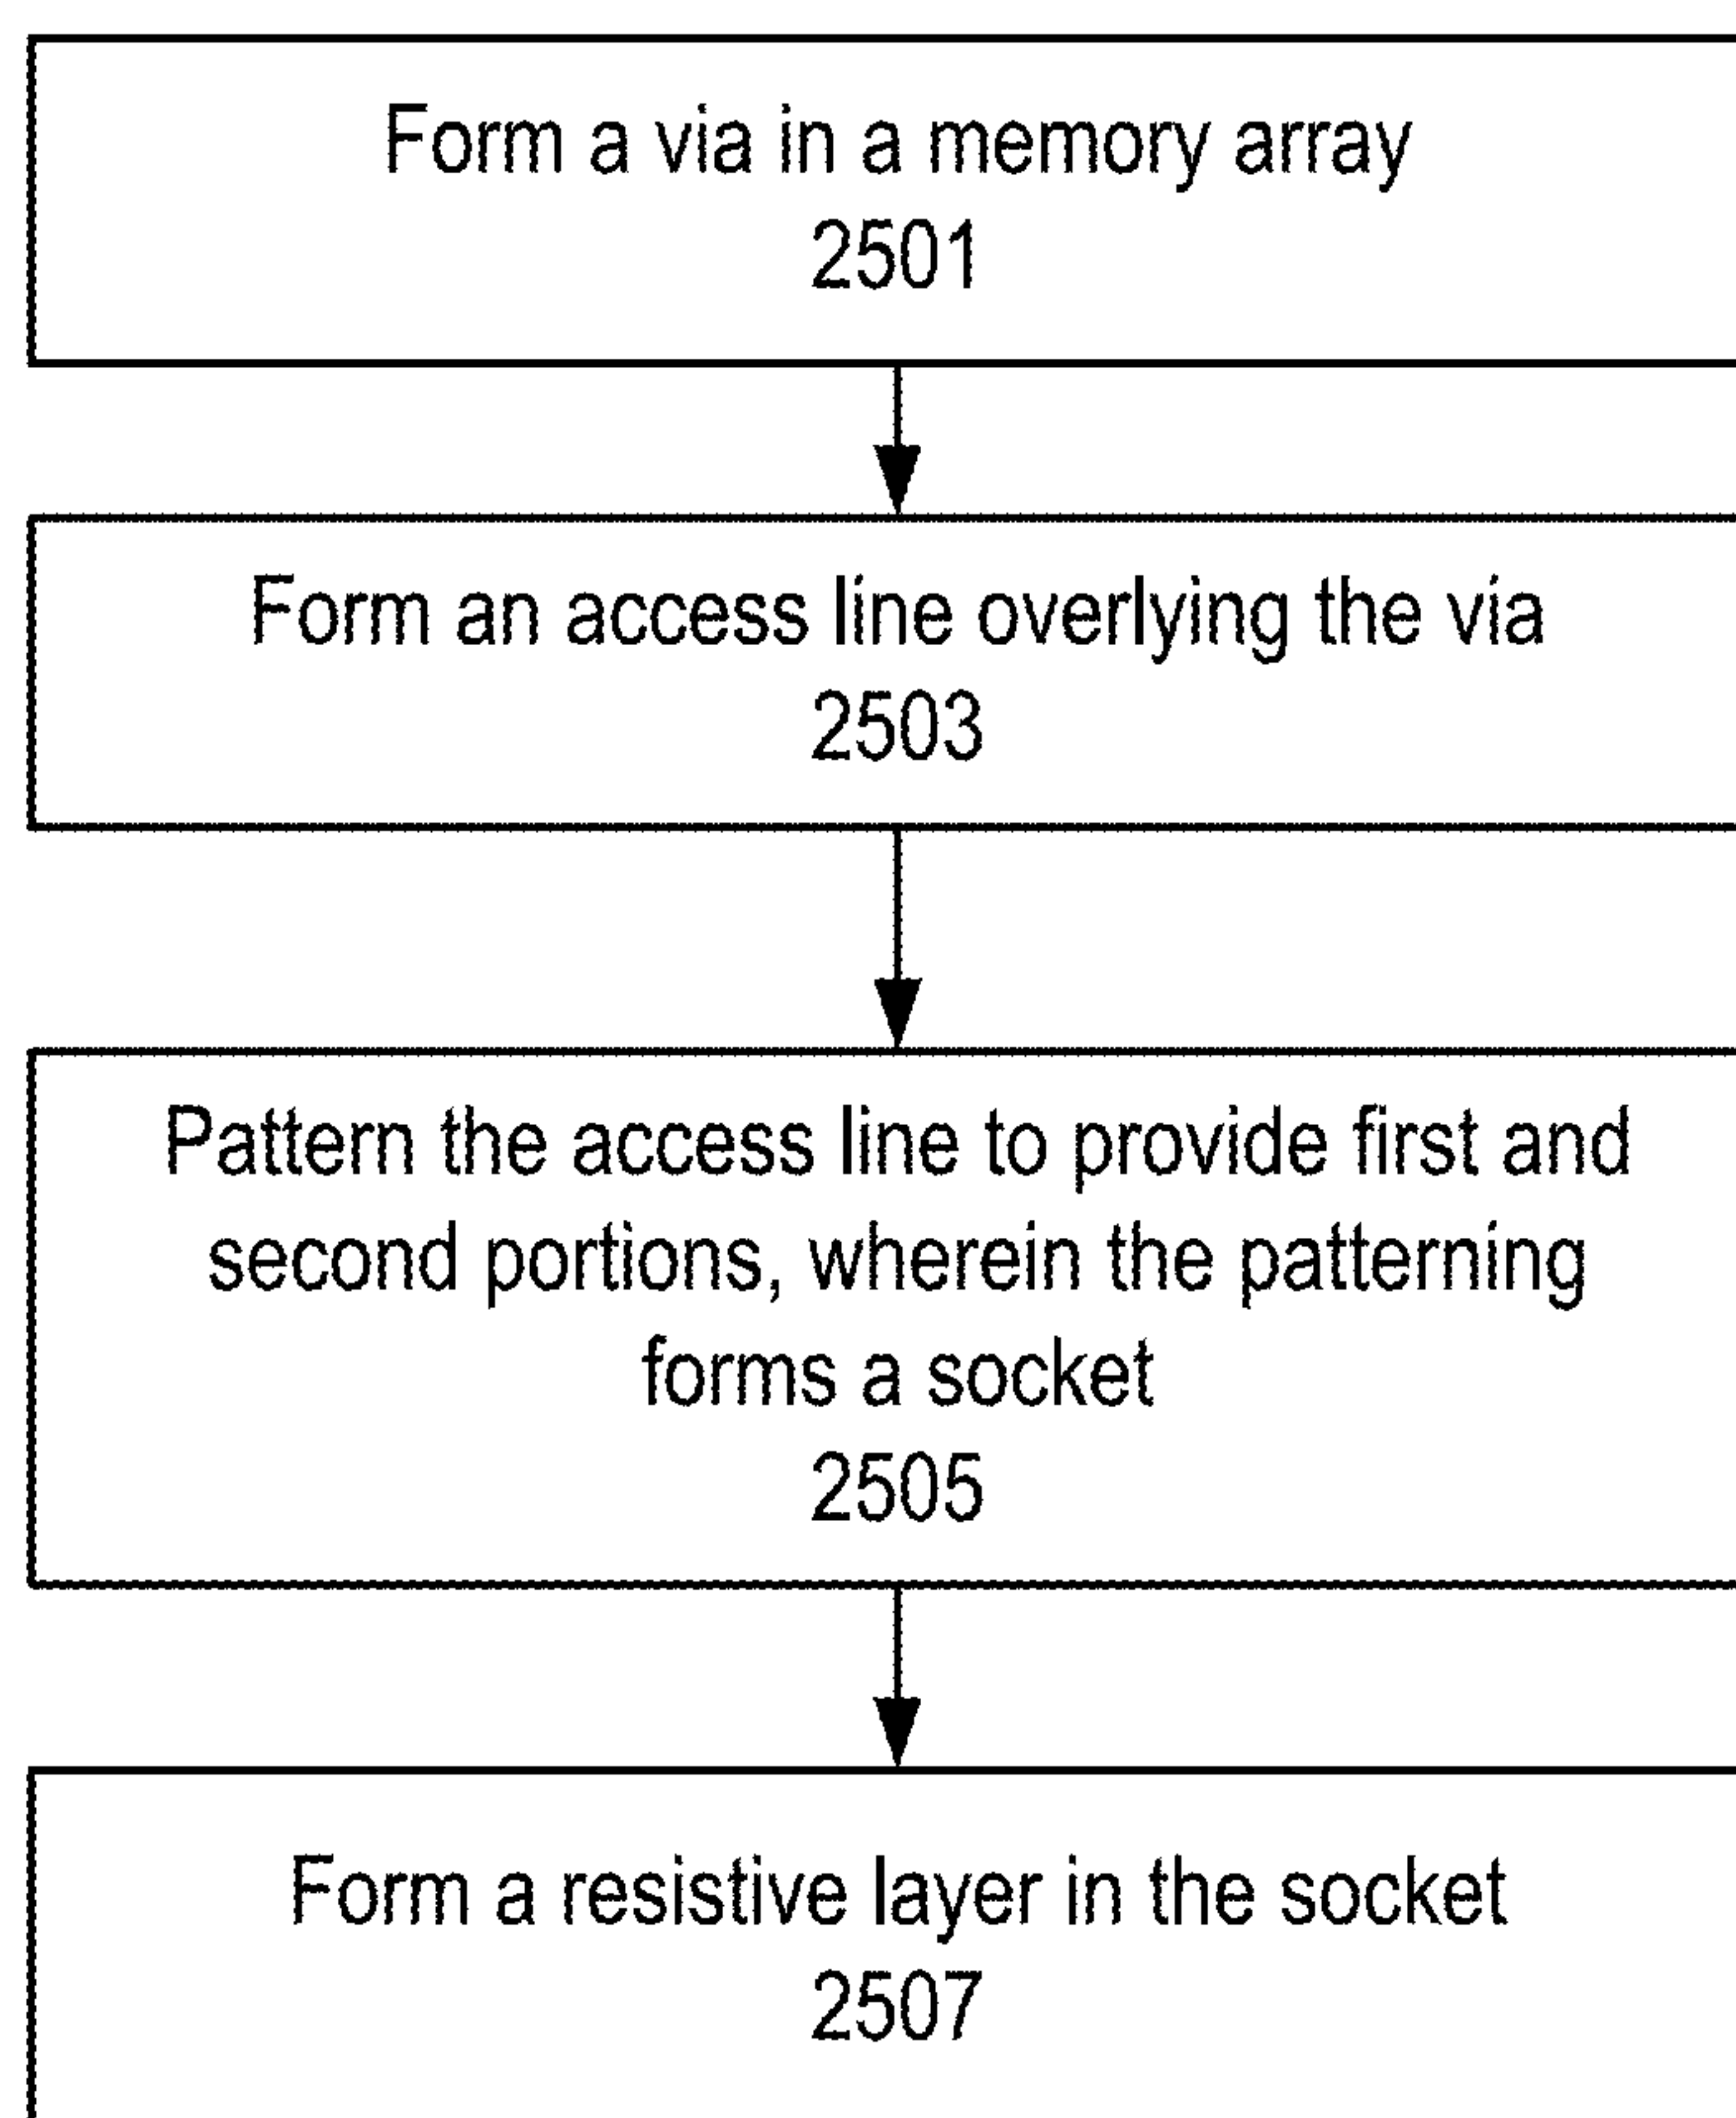 Form a via in a memory array
2501
Form an access line overlying the via
2503
Pattern the access line to provide first and
second portions, wherein the patterning
forms a socket
2505
Form a resistive layer in the socket
2507